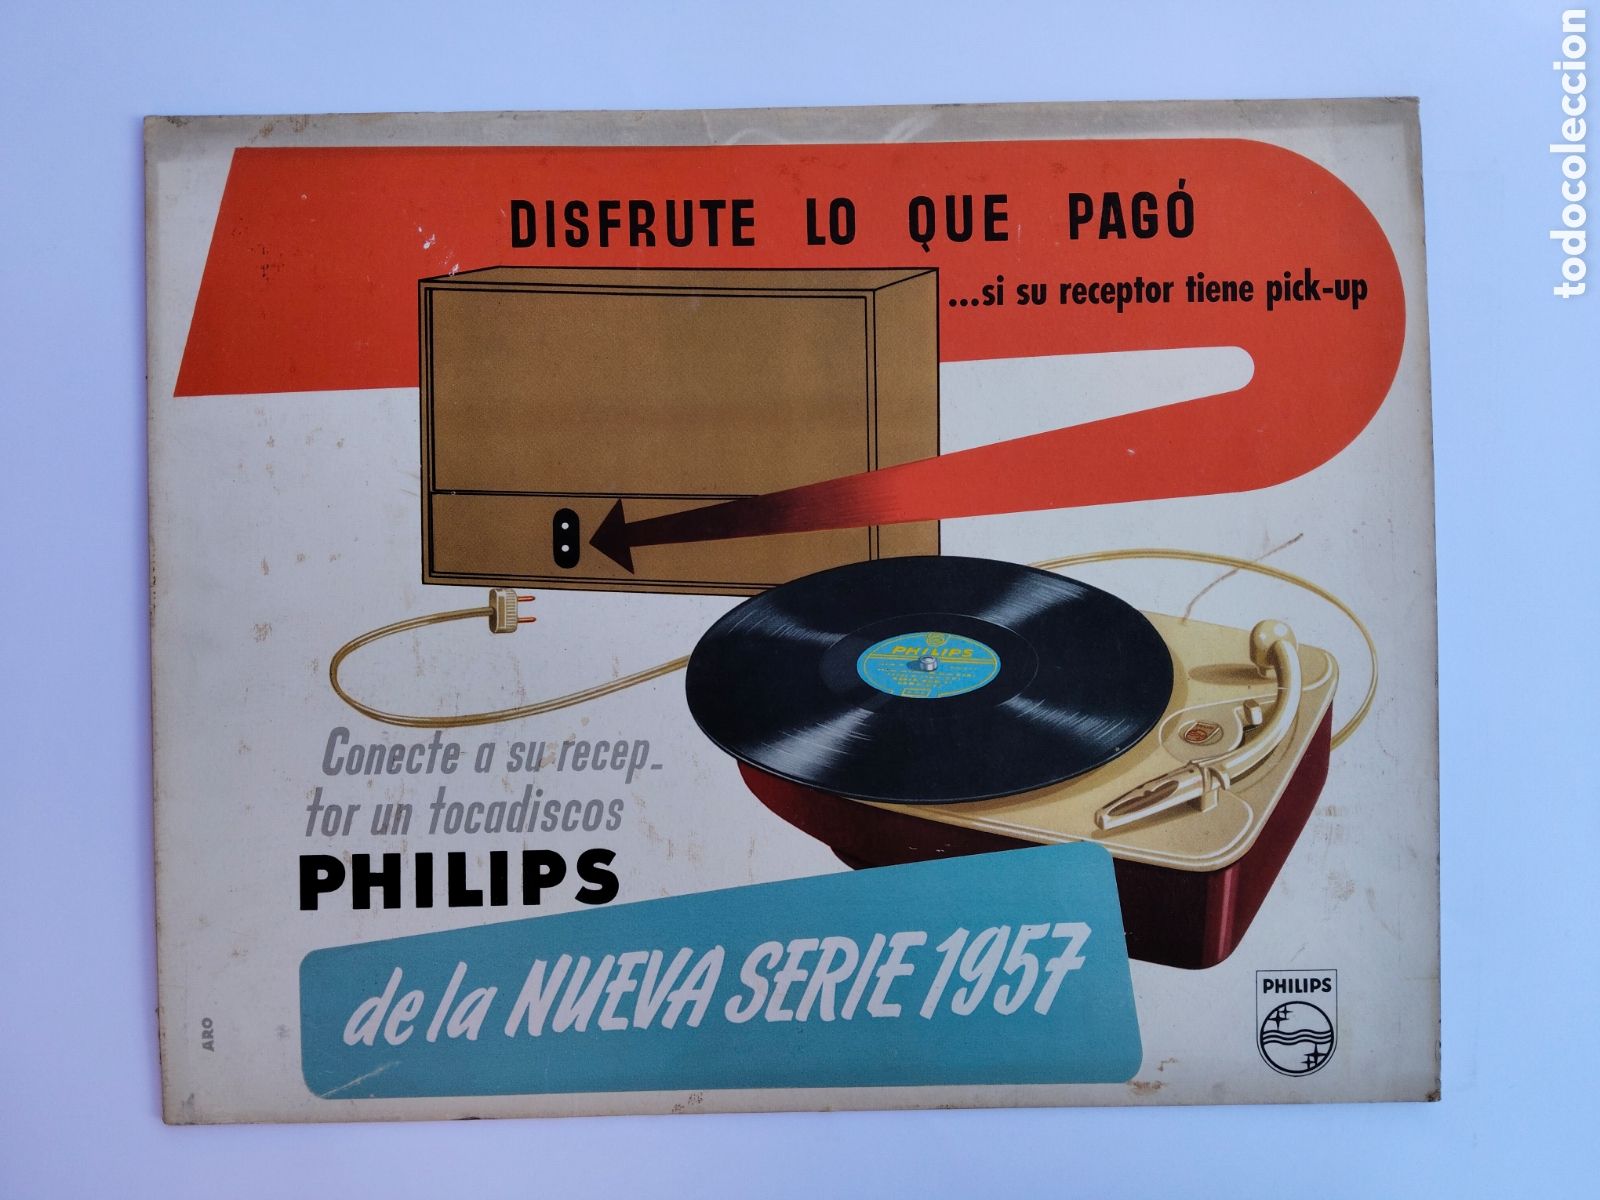 DISFRUTE LO QUE PAGÓ
...si su receptor tiene pick-up
PHILIPS
Conecte a su recep-
tor un tocadiscos
PHILIPS
de la NUEVA SERIE 1957
PHILIPS
ARO
todocoleccion